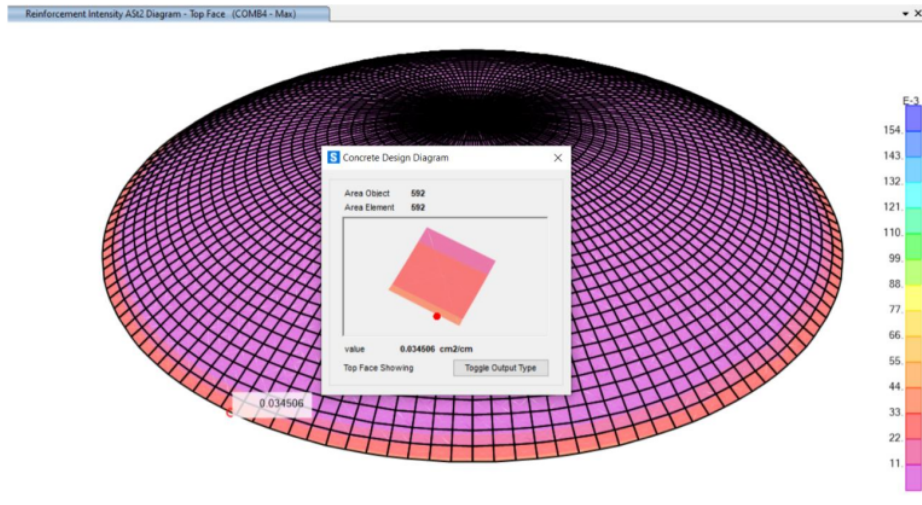 Reinforcement Intensity ASt2 Diagram - Top Face (COMB4 - Max)
E-3
154.
143.
132.
121.
110.
99.
88.
77.
66.
55.
44.
33.
22.
11.
S Concrete Design Diagram
Area Object 592
Area Element 592
value 0.034506 cm2/cm
Top Face Showing Toggle Output Type
0.034506